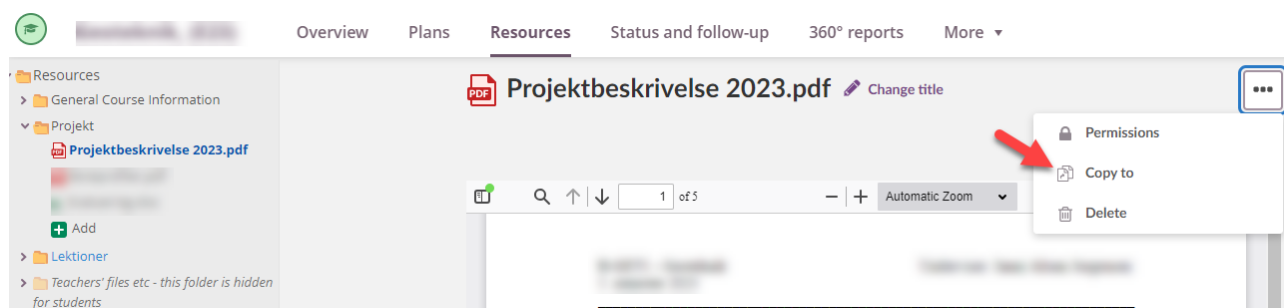 Overview Plans Resources Status and follow-up 360° reports More
Resources
General Course Information
Projekt
Projektbeskrivelse 2023.pdf
Add
Lektioner
Teachers' files etc - this folder is hidden
for students
PDF Projektbeskrivelse 2023.pdf Change title
Permissions
Copy to
Delete
1 of 5 Automatic Zoom